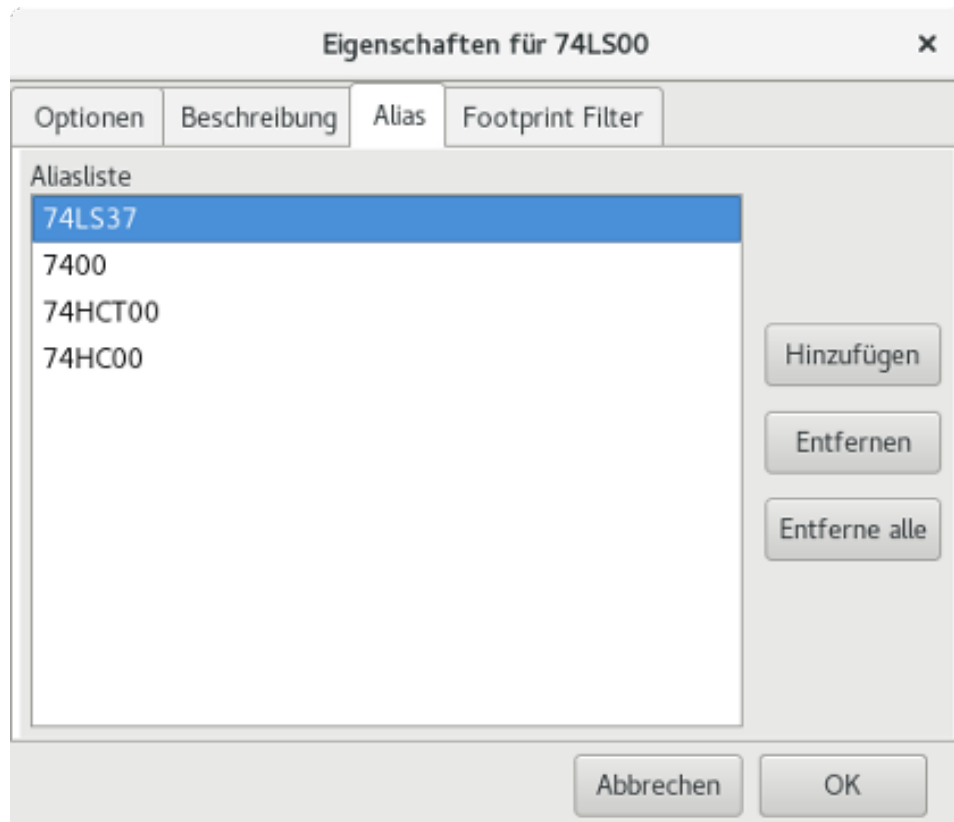 Eigenschaften für 74LS00
Optionen Beschreibung Alias Footprint Filter
Aliasliste
74LS37
7400
74HCT00
74HC00
Hinzufügen
Entfernen
Entferne alle
Abbrechen OK